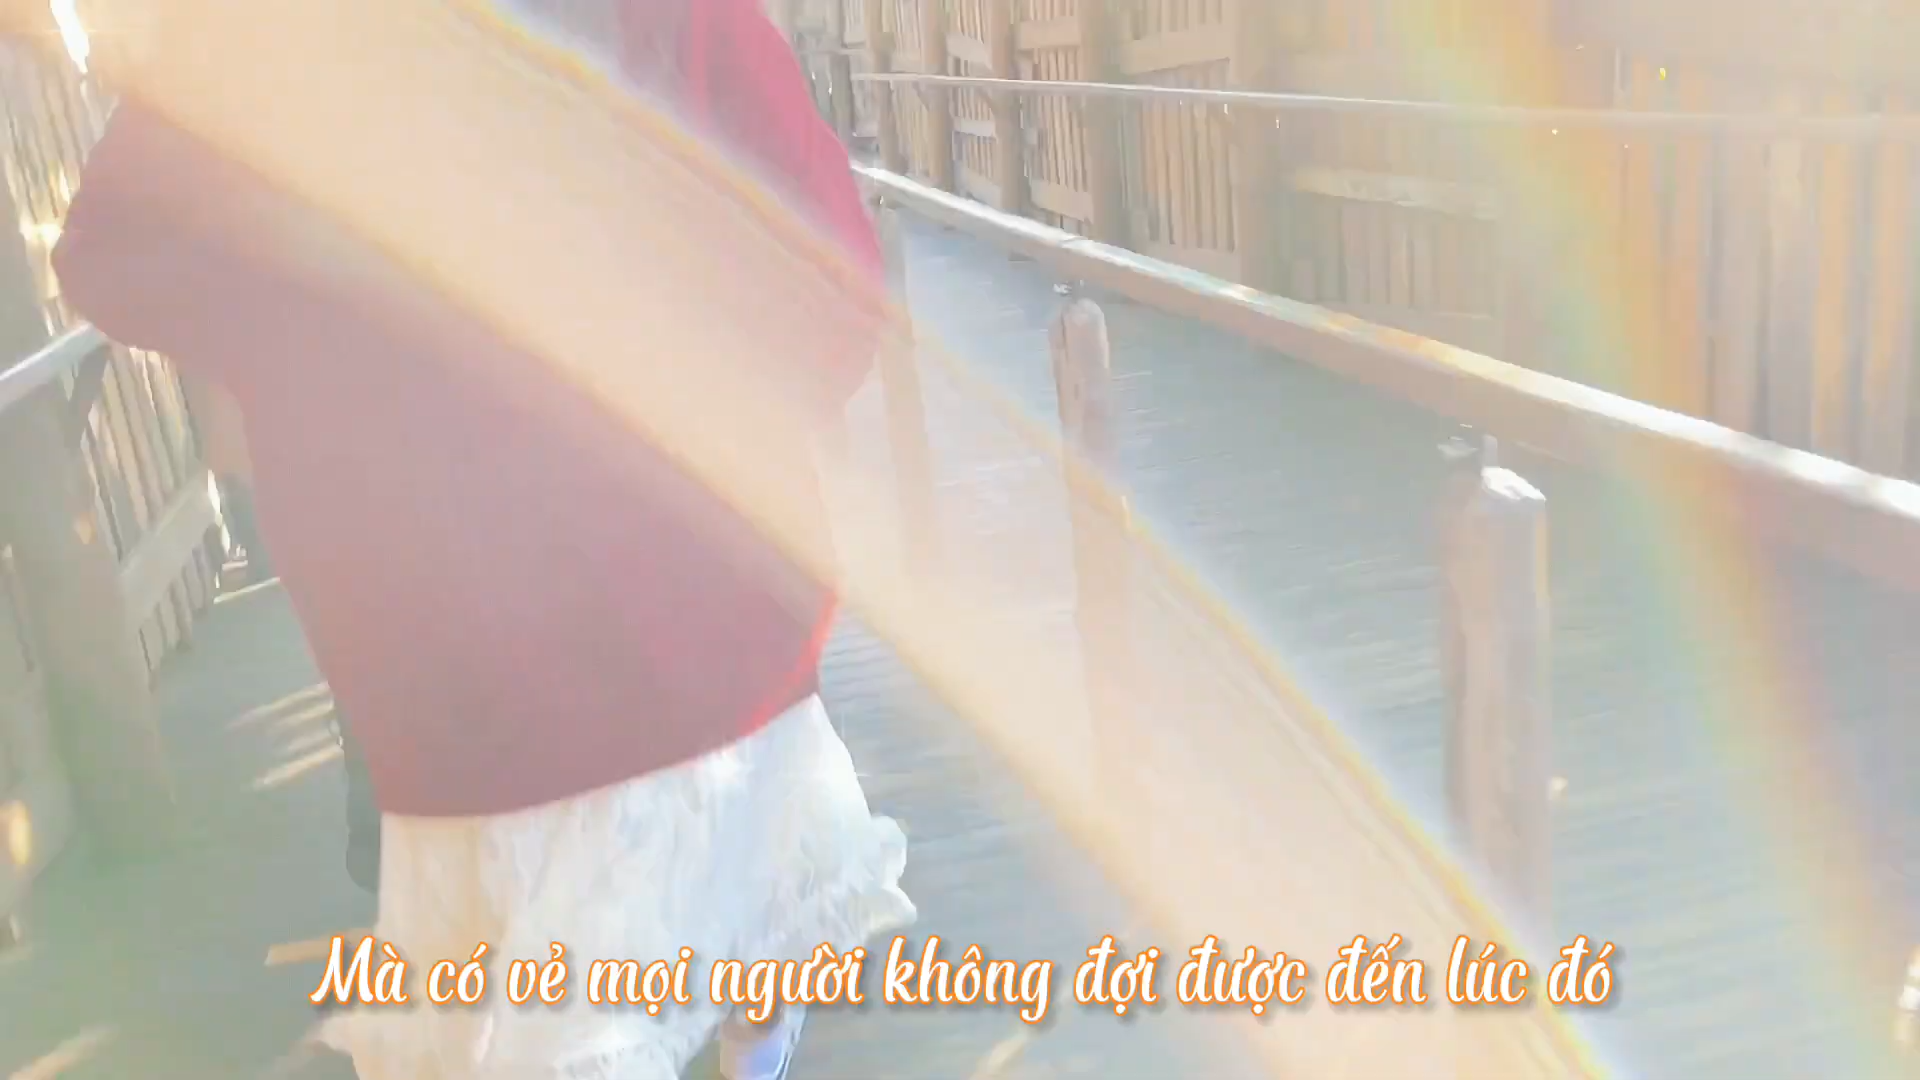 Mà có vẻ mọi người không đợi được đến lúc đó